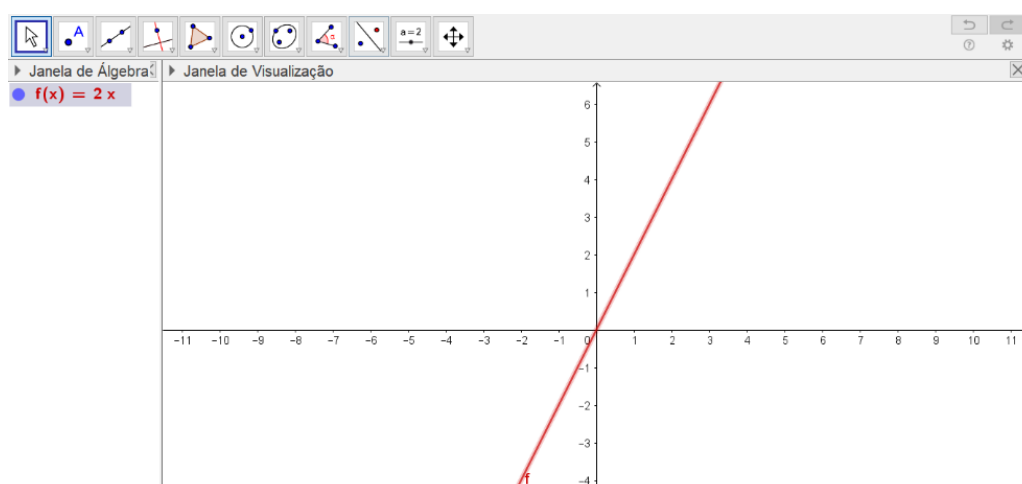 A
α
a=2
Janela de Álgebra
Janela de Visualização
f(x) = 2 x
6
5
4
3
2
1
-11 -10 -9 -8 -7 -6 -5 -4 -3 -2 -1 0 1 2 3 4 5 6 7 8 9 10 11
-1
-2
-3
f
-4